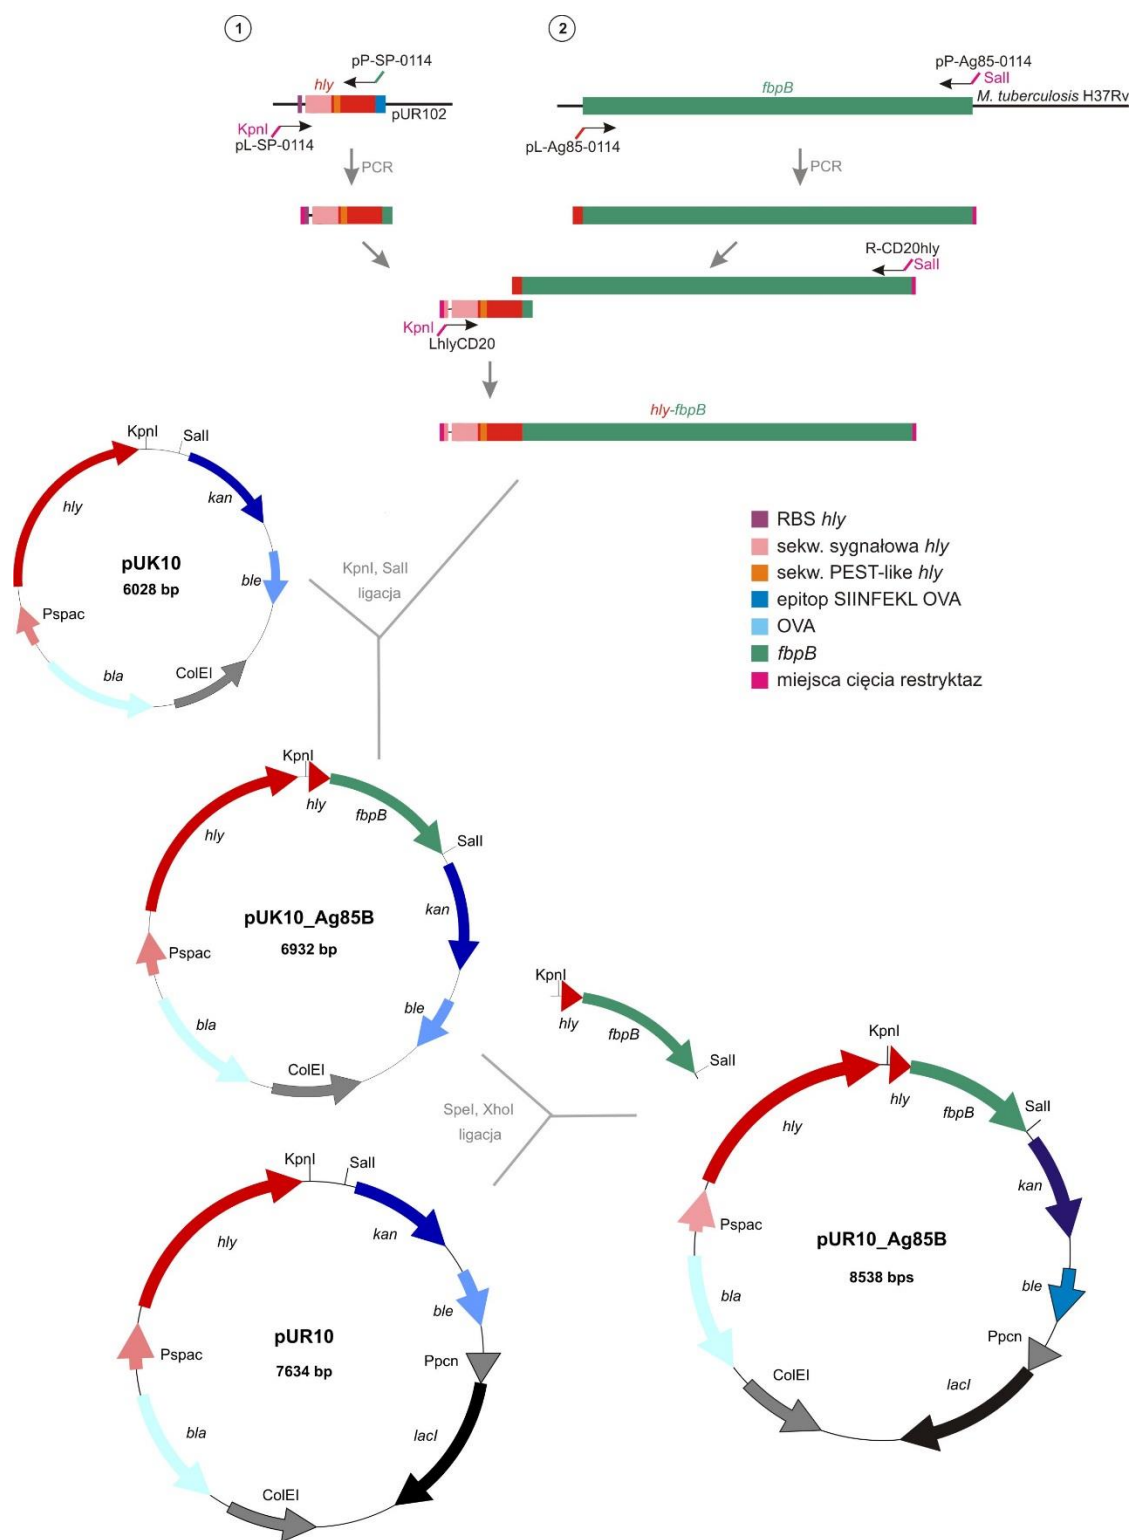 1
2
pP-SP-0114
hly
pUR102
KpnI
pL-SP-0114
PCR
pP-Ag85-0114
SalI
fbpB
M. tuberculosis H37Rv
pL-Ag85-0114
PCR
R-CD20hly
SalI
KpnI
LhlyCD20
hly-fbpB
KpnI
SalI
hly
kan
pUK10
6028 bp
ble
Pspac
ColEI
bla
KpnI, SalI
ligacja
RBS hly
sekw. sygnałowa hly
sekw. PEST-like hly
epitop SIINFEKL OVA
OVA
fbpB
miejsca cięcia restryktaz
KpnI
hly
fbpB
SalI
hly
kan
pUK10_Ag85B
6932 bp
Pspac
ble
bla
ColEI
KpnI
hly
fbpB
SalI
SpeI, XhoI
ligacja
KpnI
SalI
hly
kan
pUR10
7634 bp
Pspac
ble
Ppcn
bla
lacI
ColEI
KpnI
hly
fbpB
SalI
hly
kan
Pspac
pUR10_Ag85B
8538 bps
bla
ble
Ppcn
ColEI
lacI